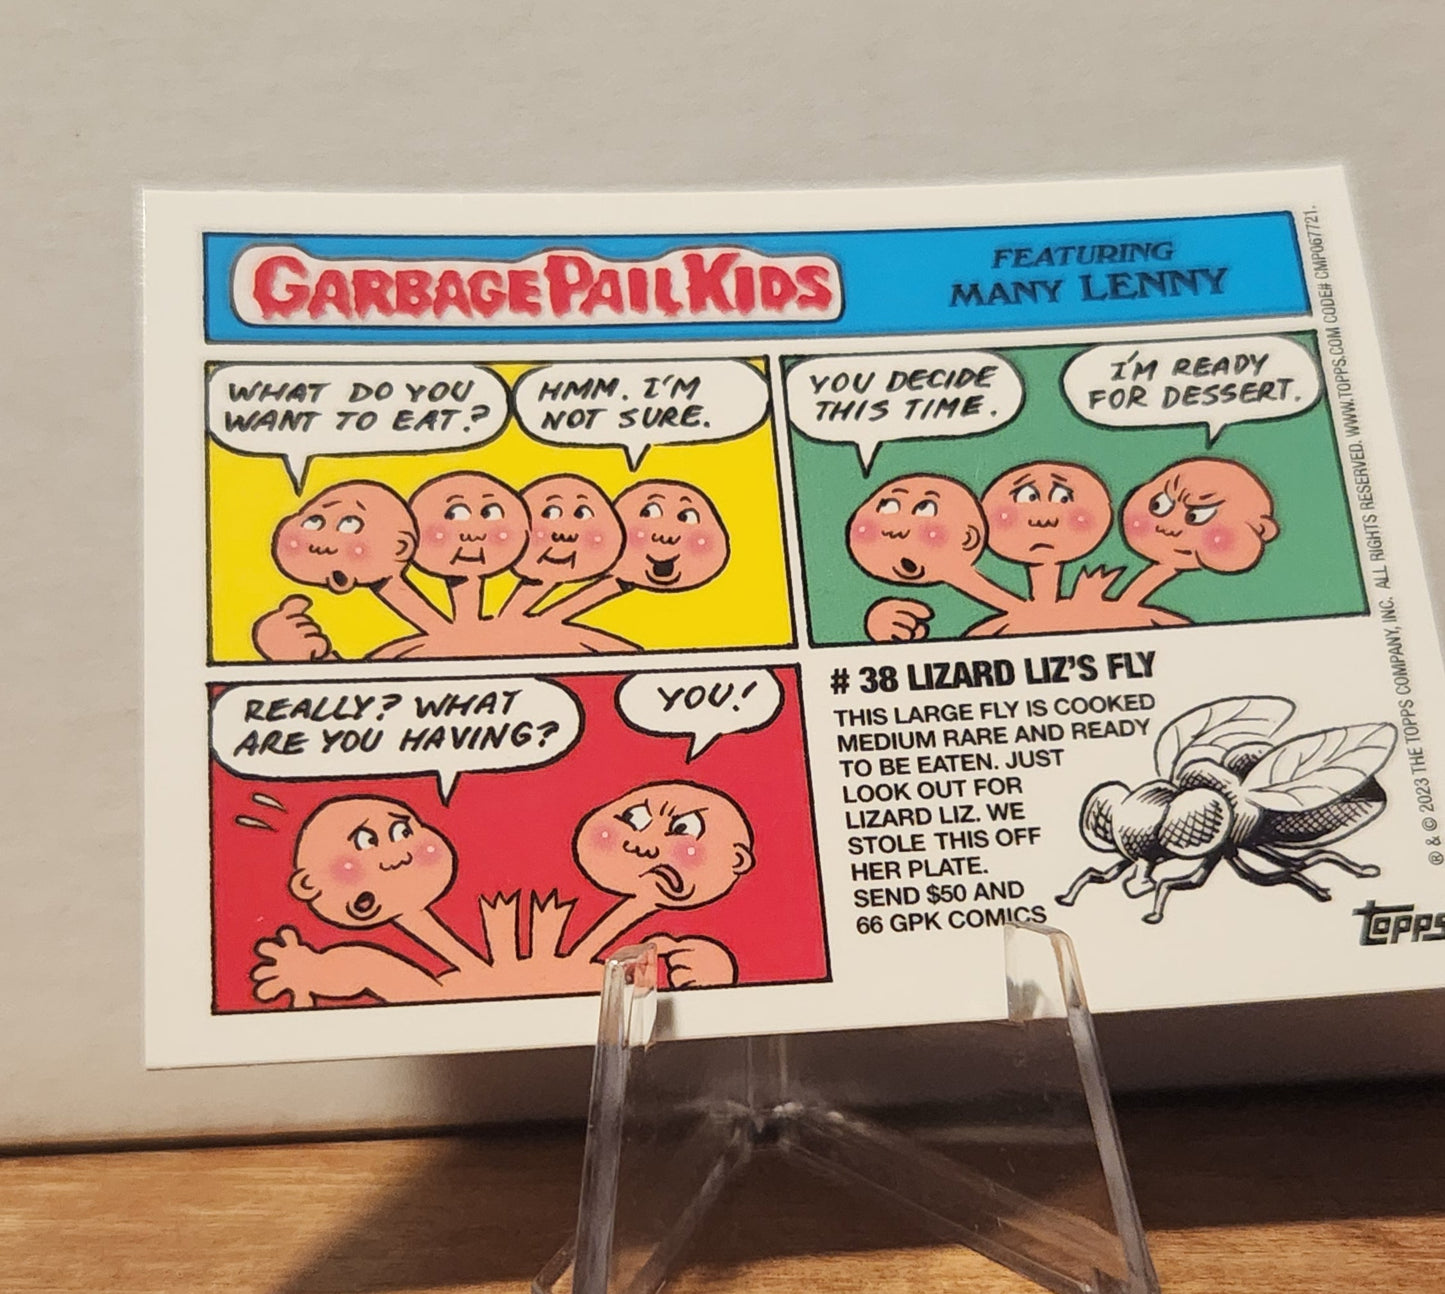 GARBAGE PAIL KIDS
FEATURING
MANY LENNY
WHAT DO YOU
WANT TO EAT?
HMM. I'M
NOT SURE.
YOU DECIDE
THIS TIME.
I'M READY
FOR DESSERT.
REALLY? WHAT
ARE YOU HAVING?
YOU!
# 38 LIZARD LIZ'S FLY
THIS LARGE FLY IS COOKED
MEDIUM RARE AND READY
TO BE EATEN. JUST
LOOK OUT FOR
LIZARD LIZ. WE
STOLE THIS OFF
HER PLATE.
SEND $50 AND
66 GPK COMICS
® & © 2023 THE TOPPS COMPANY, INC. ALL RIGHTS RESERVED. WWW.TOPPS.COM CODE# CMP067721.
topps